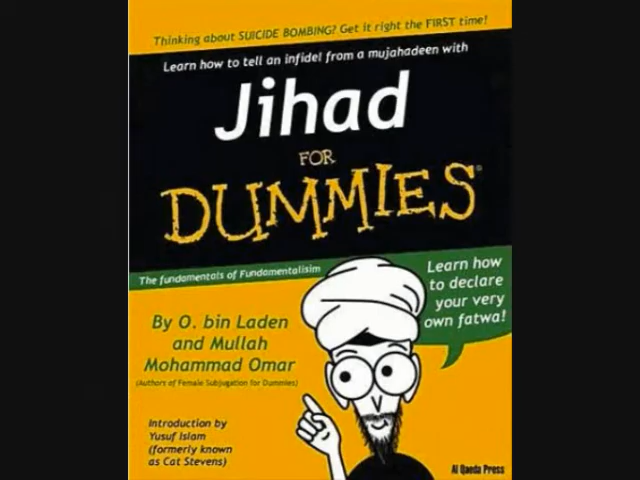 Thinking about SUICIDE BOMBING? Get it right the FIRST time!
Learn how to tell an infidel from a mujahadeen with
Jihad
FOR
DUMMIES®
The fundamentals of Fundamentalisim
Learn how
to declare
your very
own fatwa!
By O. bin Laden
and Mullah
Mohammad Omar
(Authors of Female Subjugation for Dummies)
Introduction by
Yusuf Islam
(formerly known
as Cat Stevens)
Al Qaeda Press